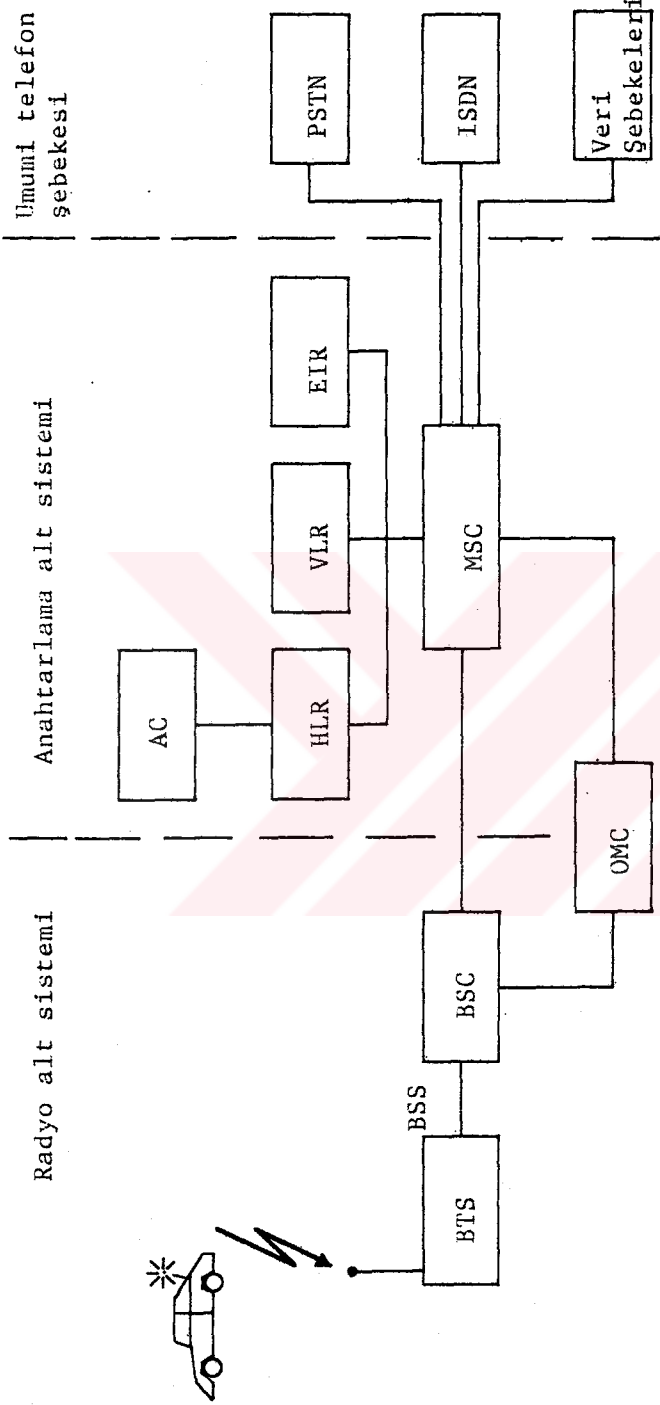 Radyo alt sistemi
Anahtarlama alt sistemi
Umumi telefon
şebekesi
AC
HLR
VLR
EIR
PSTN
BSS
BTS
BSC
MSC
ISDN
OMC
Veri
Şebekeleri